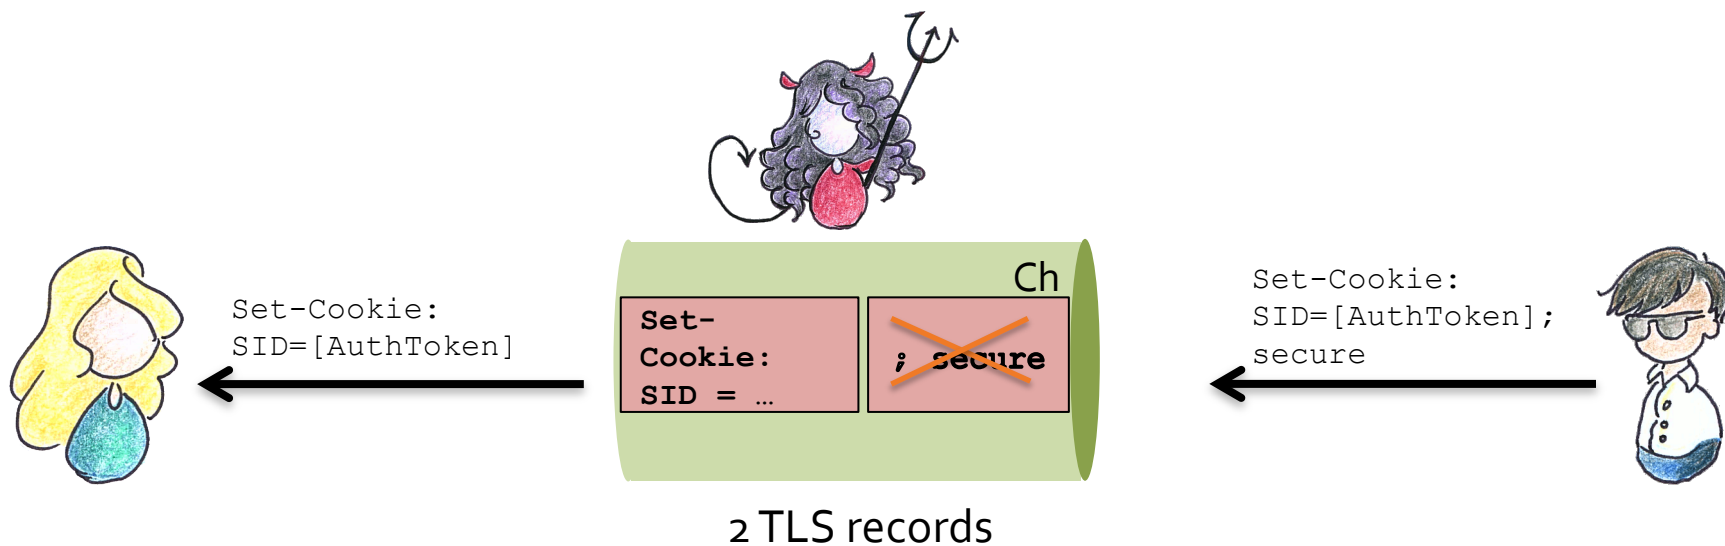 Set-Cookie:
SID=[AuthToken]
Ch
Set-
Cookie:
SID = …
; secure
Set-Cookie:
SID=[AuthToken];
secure
2 TLS records